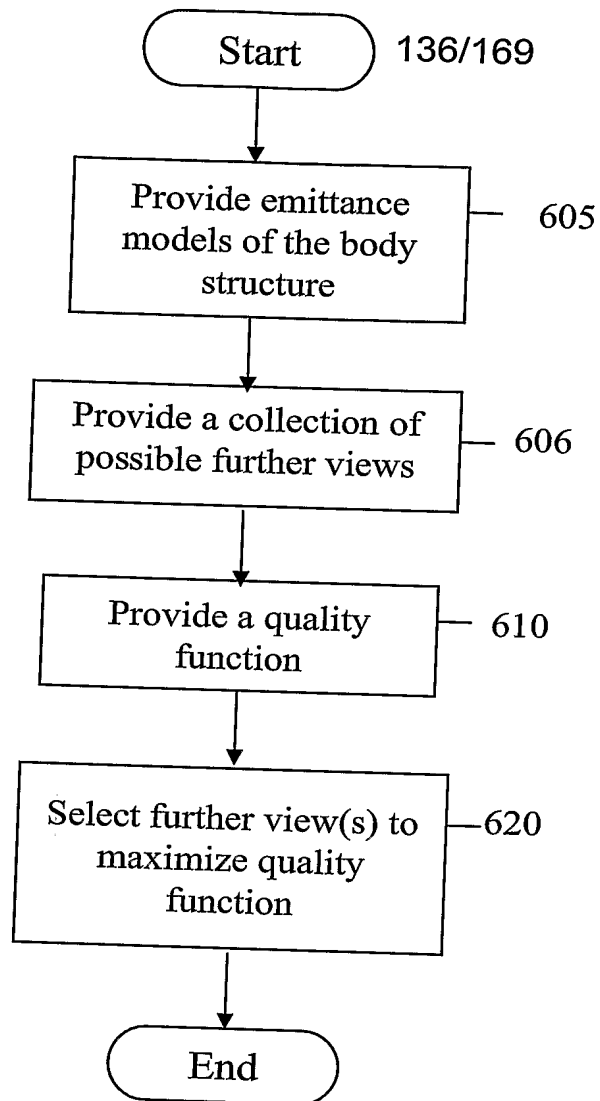 Start 136/169
Provide emittance
models of the body
structure
605
Provide a collection of
possible further views
606
Provide a quality
function
610
Select further view(s) to
maximize quality
function
620
End